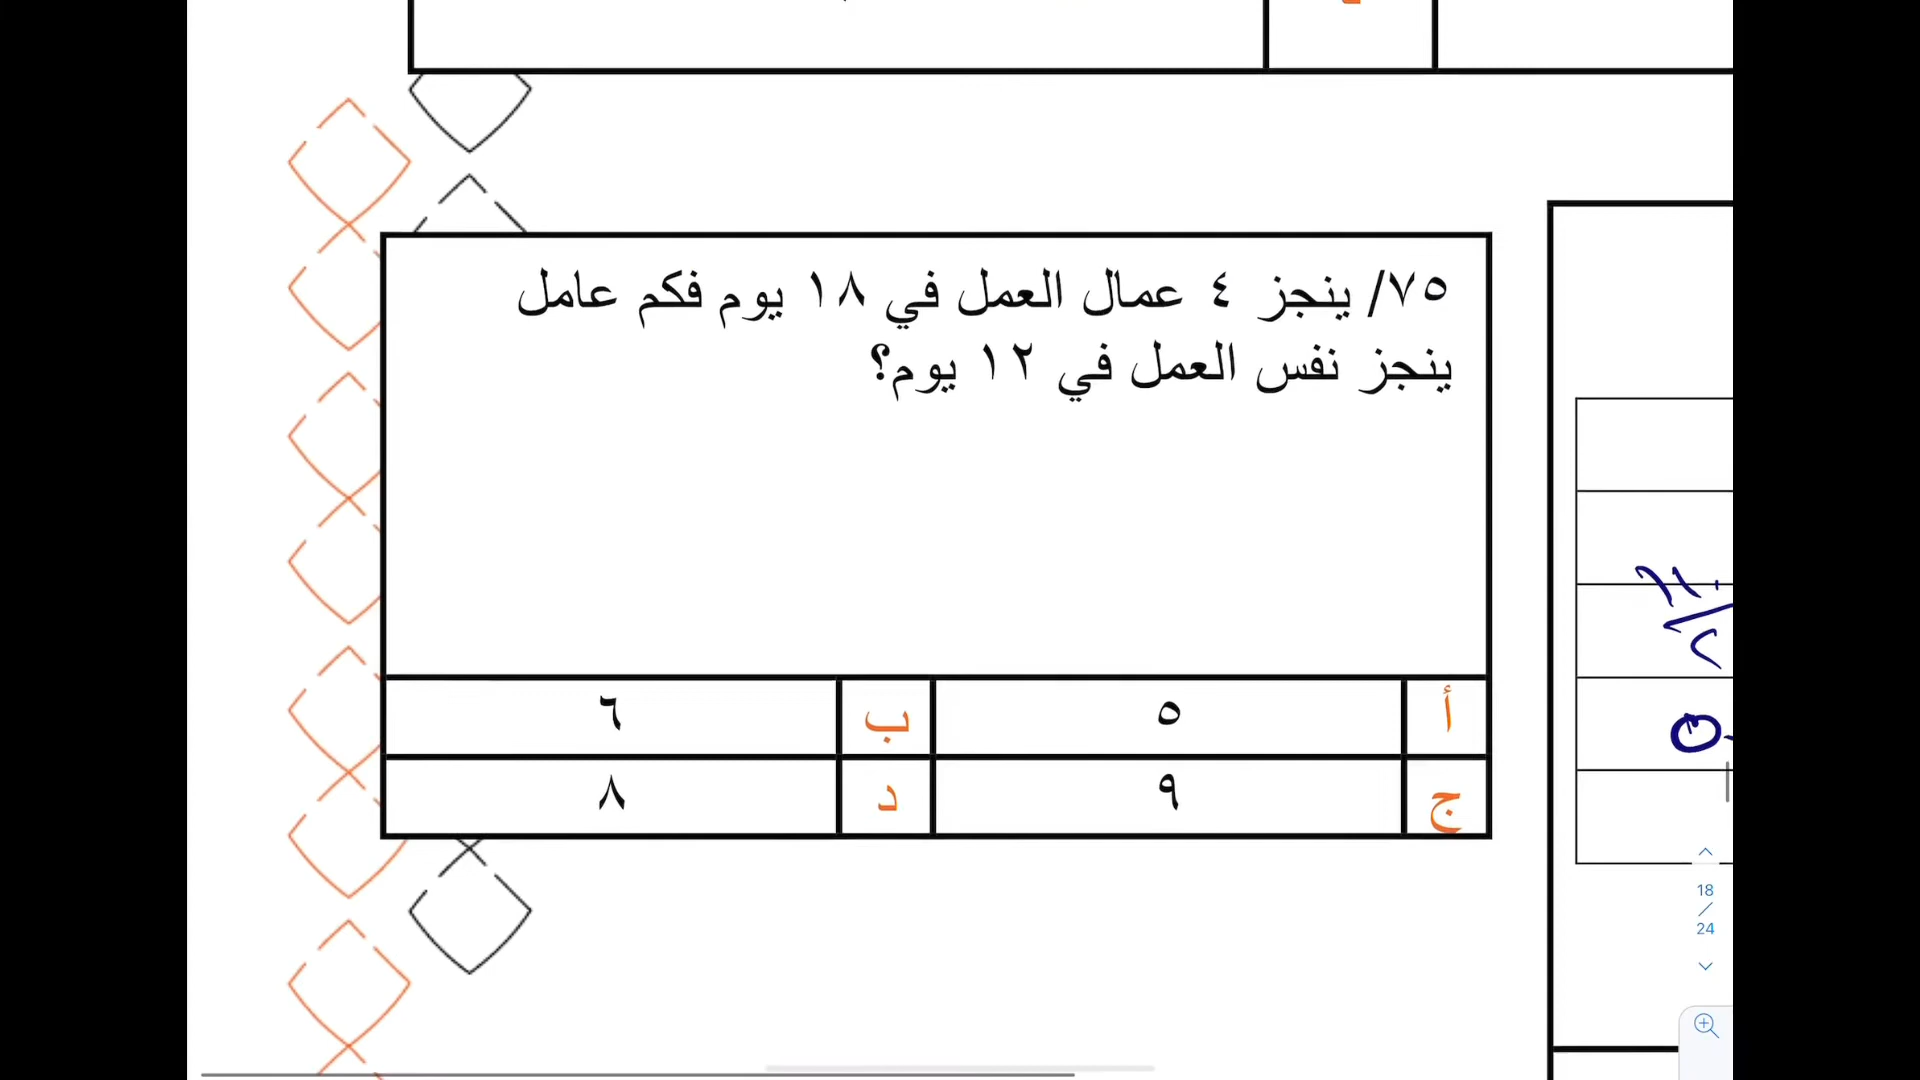 ٧٥/ ينجز ٤ عمال العمل في ١٨ يوم فكم عامل
ينجز نفس العمل في ١٢ يوم؟
أ ٥ ب ٦
ج ٩ د ٨
18
/
24